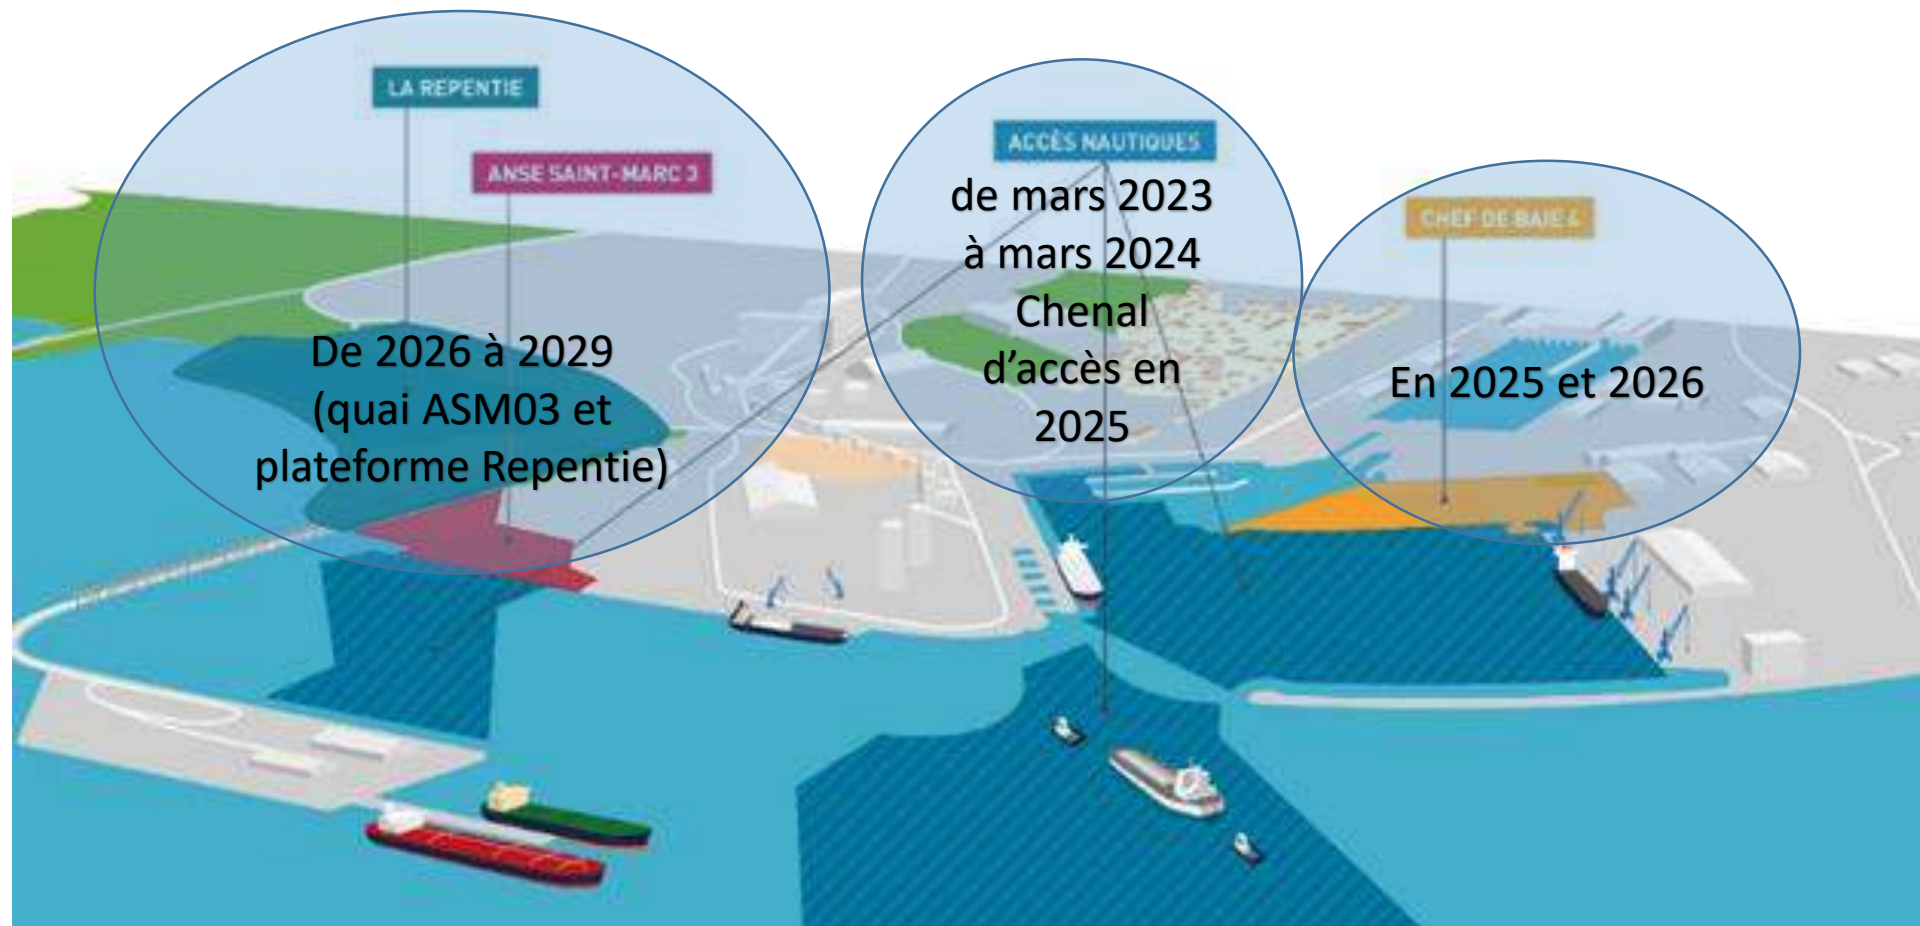 LA REPENTIE
ANSE SAINT-MARC 3
De 2026 à 2029
(quai ASM03 et
plateforme Repentie)
ACCÈS NAUTIQUES
de mars 2023
à mars 2024
Chenal
d’accès en
2025
CHEF DE BAIE 4
En 2025 et 2026